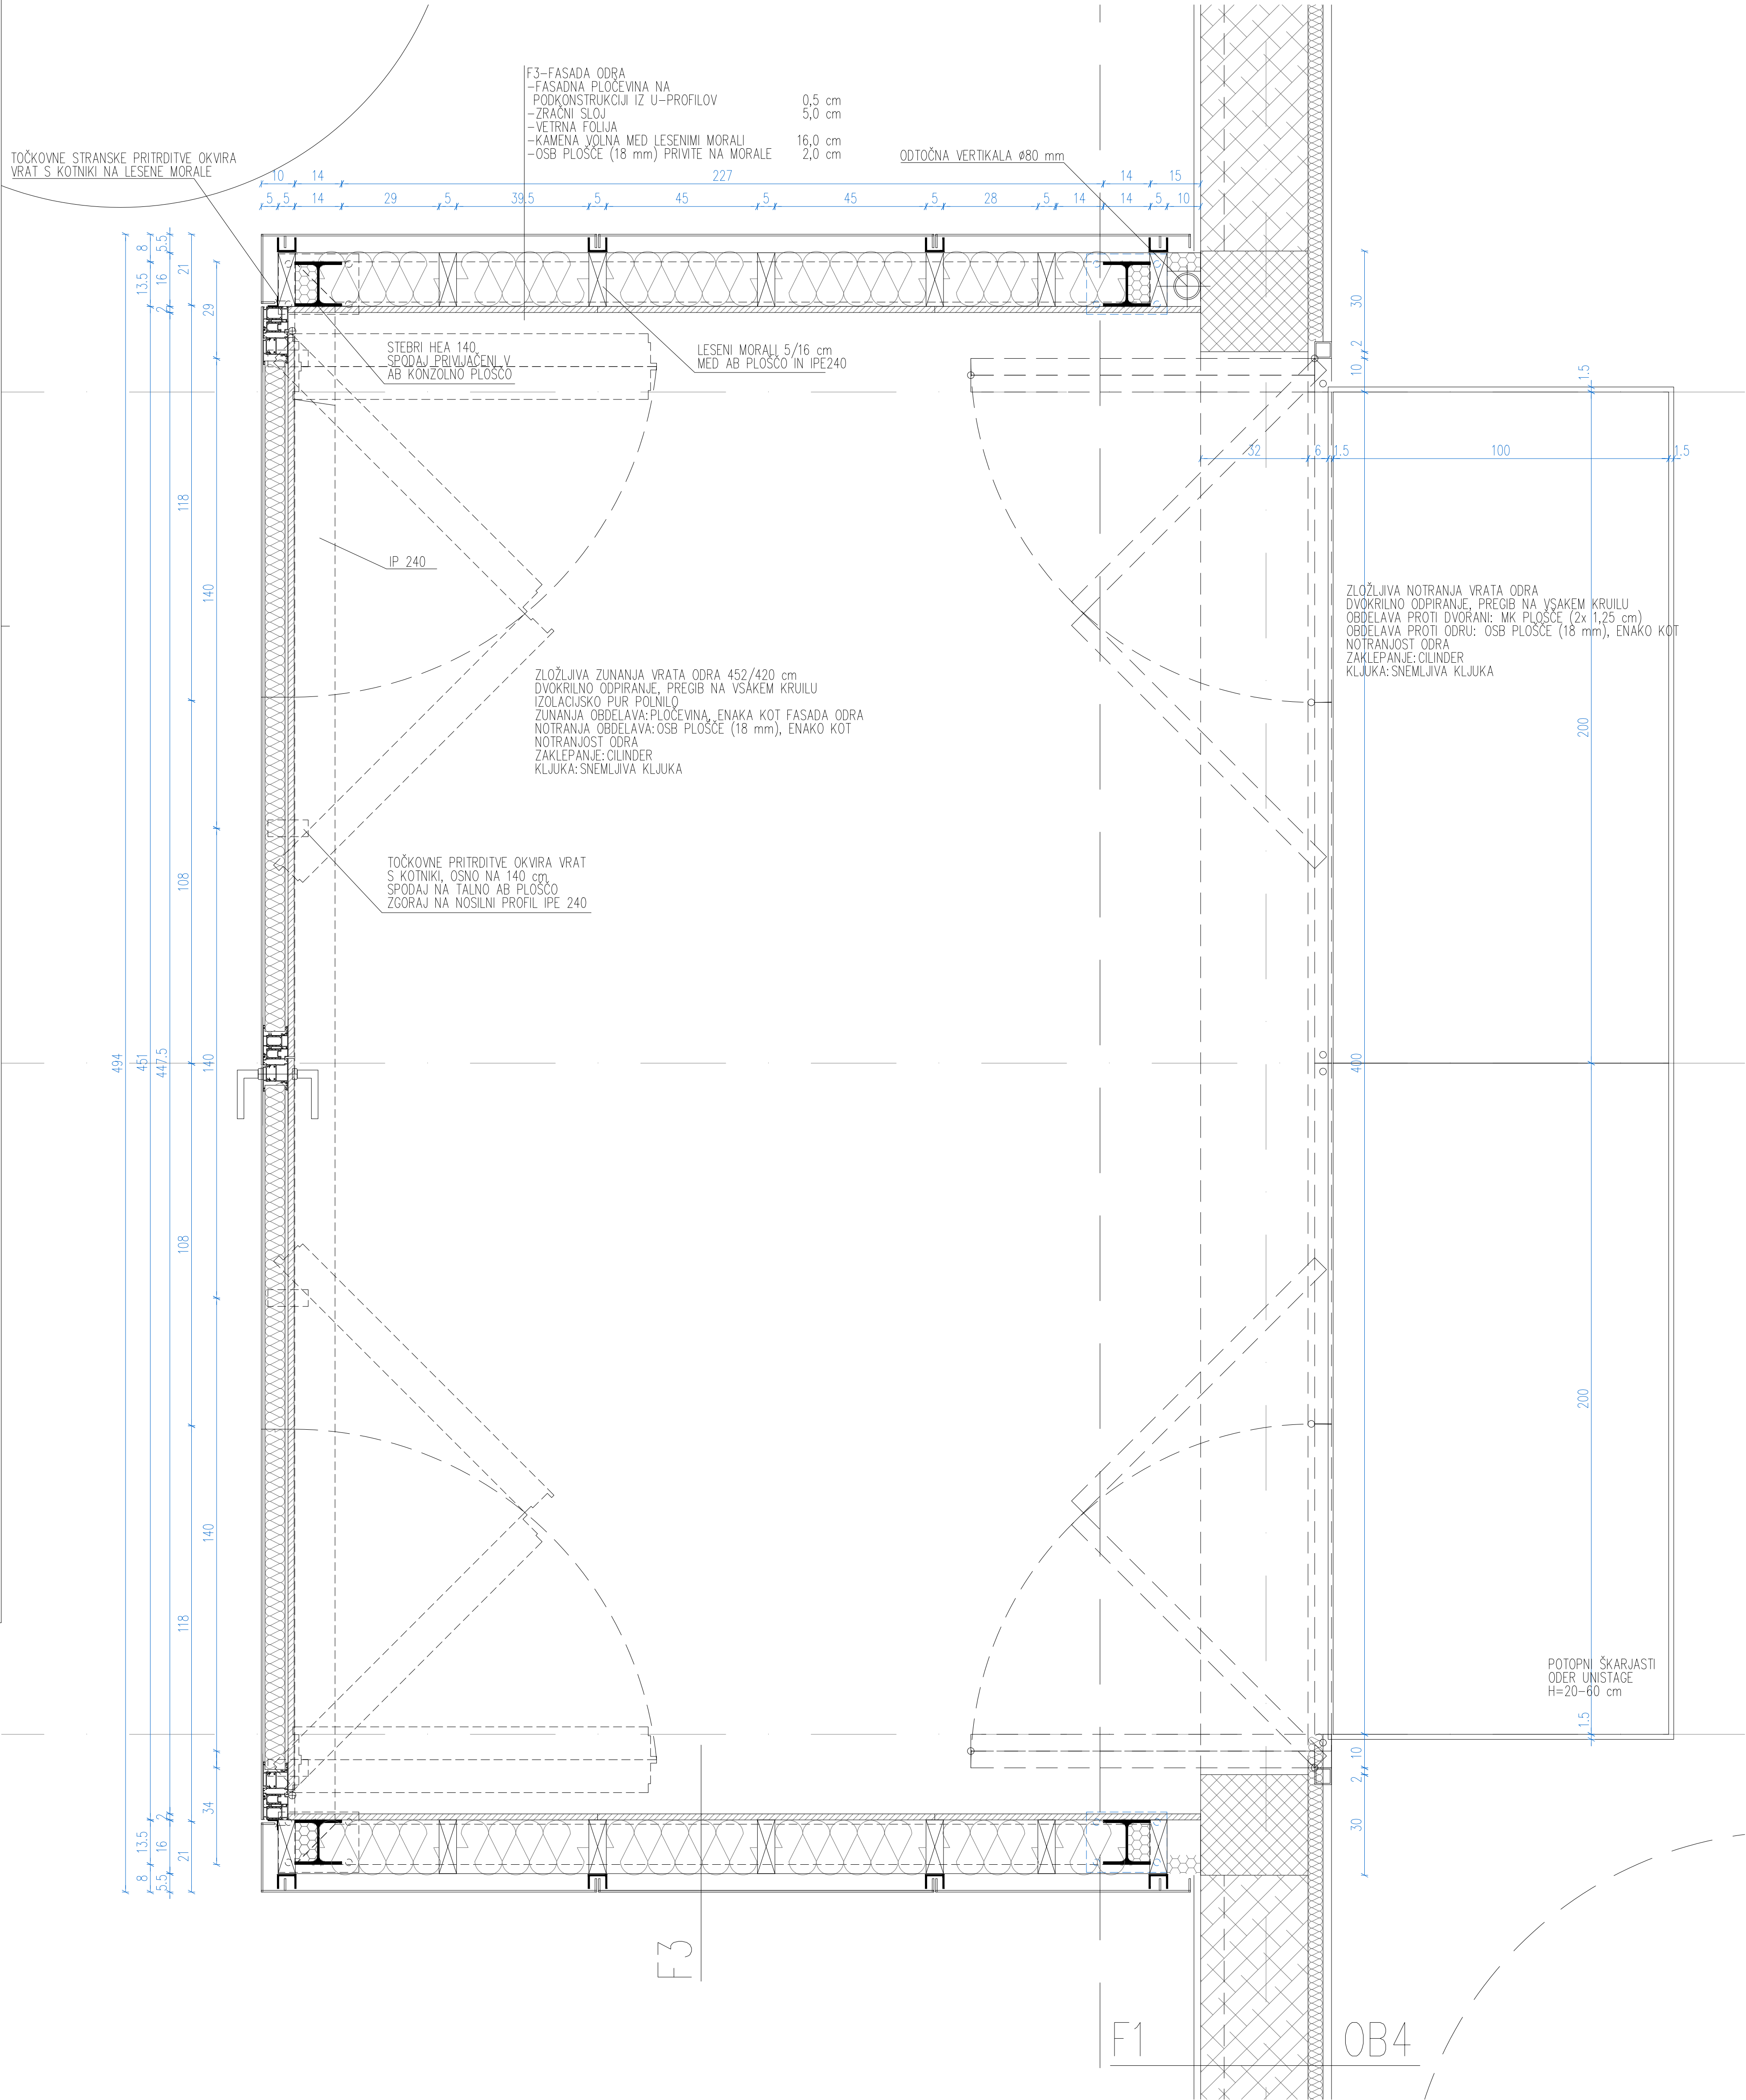 F3-FASADA ODRA
-FASADNA PLOČEVINA NA
PODKONSTRUKCIJI IZ U-PROFILOV 0,5 cm
-ZRAČNI SLOJ 5,0 cm
-VETRNA FOLIJA
-KAMENA VOLNA MED LESENIMI MORALI 16,0 cm
-OSB PLOŠČE (18 mm) PRIVITE NA MORALE 2,0 cm
TOČKOVNE STRANSKE PRITRDITVE OKVIRA
VRAT S KOTNIKI NA LESENE MORALE
ODTOČNA VERTIKALA ø80 mm
10 14 227 14 15
5 5 14 29 5 39.5 5 45 5 45 5 28 5 14 14 5 10
STEBRI HEA 140
SPODAJ PRIVIJAČENI V
AB KONZOLNO PLOŠČO
LESENI MORALI 5/16 cm
MED AB PLOŠČO IN IPE240
IP 240
32 6 1.5 100 1.5
ZLOŽLJIVA NOTRANJA VRATA ODRA
DVOKRILNO ODPIRANJE, PREGIB NA VSAKEM KRUILU
OBDELAVA PROTI DVORANI: MK PLOŠČE (2x 1,25 cm)
OBDELAVA PROTI ODRU: OSB PLOŠČE (18 mm), ENAKO KOT
NOTRANJOST ODRA
ZAKLEPANJE: CILINDER
KLJUKA: SNEMLJIVA KLJUKA
ZLOŽLJIVA ZUNANJA VRATA ODRA 452/420 cm
DVOKRILNO ODPIRANJE, PREGIB NA VSAKEM KRUILU
IZOLACIJSKO PUR POLNILO
ZUNANJA OBDELAVA: PLOČEVINA, ENAKA KOT FASADA ODRA
NOTRANJA OBDELAVA: OSB PLOŠČE (18 mm), ENAKO KOT
NOTRANJOST ODRA
ZAKLEPANJE: CILINDER
KLJUKA: SNEMLJIVA KLJUKA
TOČKOVNE PRITRDITVE OKVIRA VRAT
S KOTNIKI, OSNO NA 140 cm
SPODAJ NA TALNO AB PLOŠČO
ZGORAJ NA NOSILNI PROFIL IPE 240
494
8 13.5 451 13.5 8
5.5 16 2 447.5 2 16 5.5
21 118 108 108 118 21
29 140 140 140 34
30 2 10 400 10 2 30
1.5 200 200 1.5
POTOPNI ŠKARJASTI
ODER UNISTAGE
H=20-60 cm
F3
F1
OB4